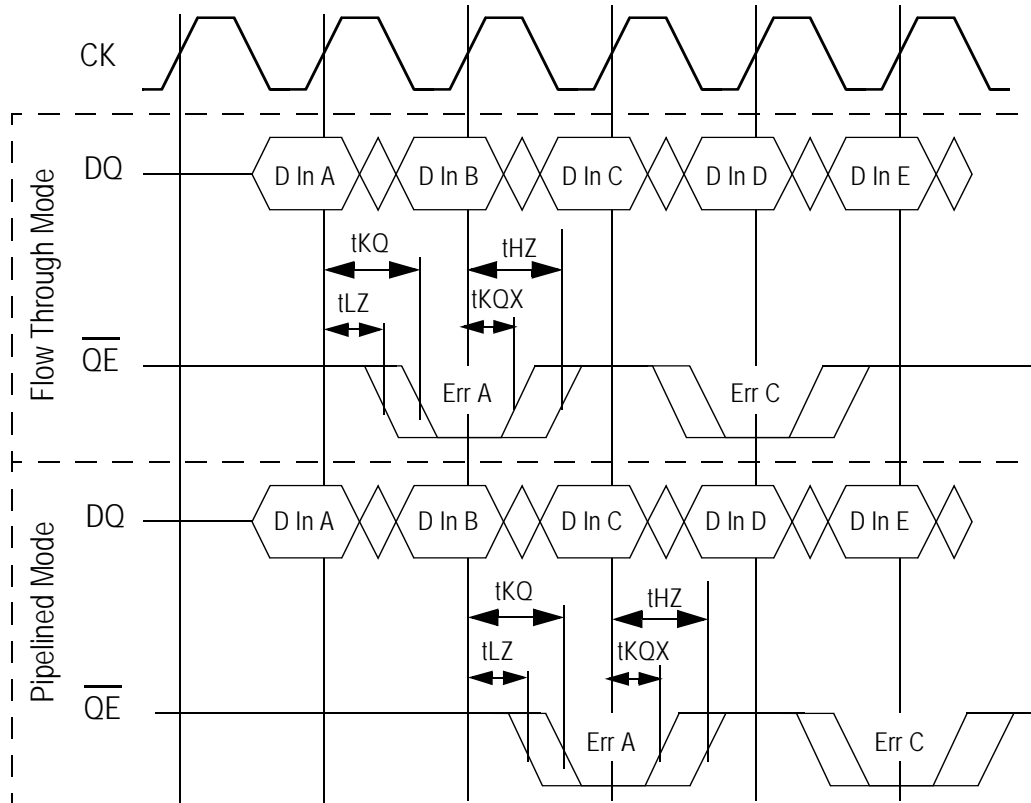 CK
Flow Through Mode
DQ
D In A
D In B
D In C
D In D
D In E
tKQ
tHZ
tLZ
tKQX
QE
Err A
Err C
Pipelined Mode
DQ
D In A
D In B
D In C
D In D
D In E
tKQ
tHZ
tLZ
tKQX
QE
Err A
Err C